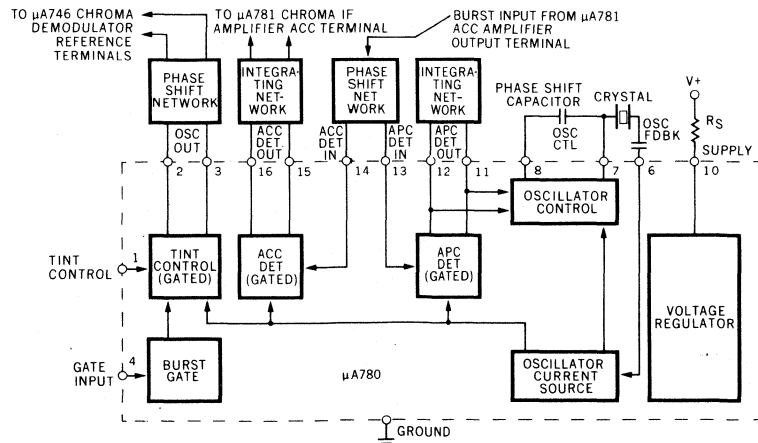 TO µA746 CHROMA
DEMODULATOR
REFERENCE
TERMINALS
TO µA781 CHROMA IF
AMPLIFIER ACC TERMINAL
BURST INPUT FROM µA781
ACC AMPLIFIER
OUTPUT TERMINAL
PHASE
SHIFT
NETWORK
INTEGRA-
TING
NET-
WORK
PHASE
SHIFT NET
WORK
INTEGRA-
TING
NET-
WORK
PHASE SHIFT
CAPACITOR
CRYSTAL
V+
OSC
OUT
ACC
DET
OUT
ACC
DET
IN
APC
DET
IN
APC
DET
OUT
OSC
CTL
OSC
FDBK
RS
SUPPLY
2
3
16
15
14
13
12
11
8
7
6
10
OSCILLATOR
CONTROL
TINT
CONTROL
1
TINT
CONTROL
(GATED)
ACC
DET
(GATED)
APC
DET
(GATED)
VOLTAGE
REGULATOR
GATE
INPUT
4
BURST
GATE
µA780
OSCILLATOR
CURRENT
SOURCE
GROUND